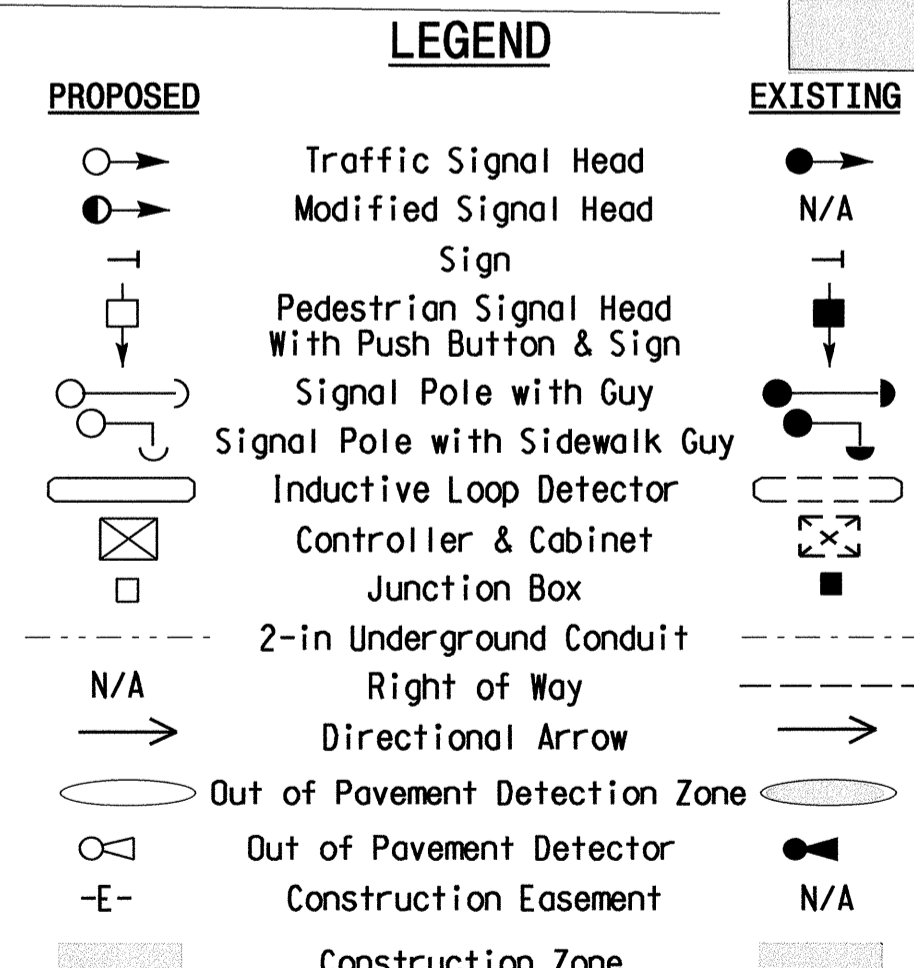 LEGEND
PROPOSED EXISTING
Traffic Signal Head
Modified Signal Head N/A
Sign
Pedestrian Signal Head
With Push Button & Sign
Signal Pole with Guy
Signal Pole with Sidewalk Guy
Inductive Loop Detector
Controller & Cabinet
Junction Box
2-in Underground Conduit
N/A Right of Way
Directional Arrow
Out of Pavement Detection Zone
Out of Pavement Detector
-E- Construction Easement N/A
Construction Zone